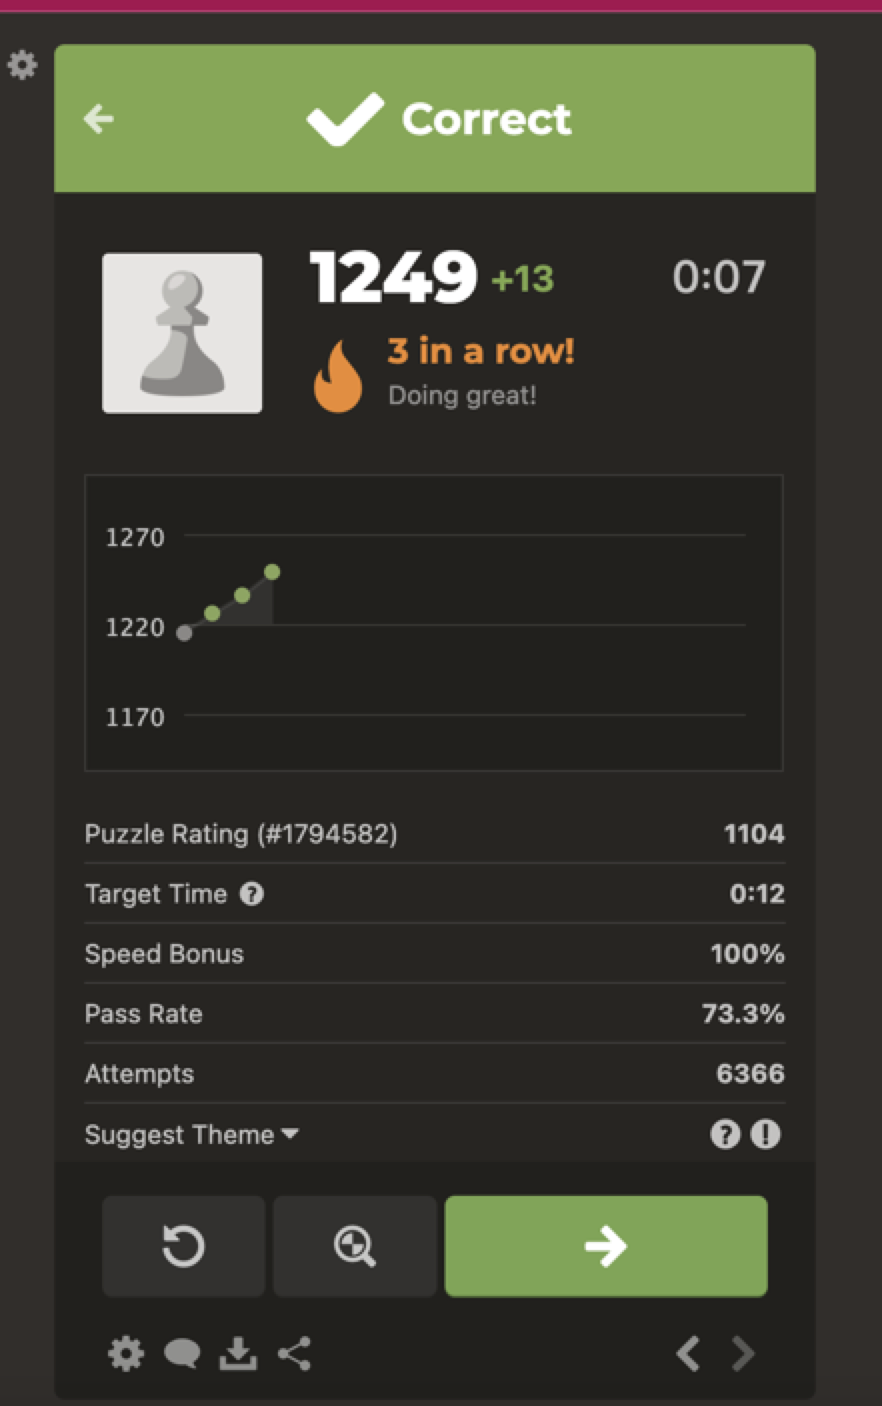 Correct
1249 +13 0:07
3 in a row!
Doing great!
1270
1220
1170
Puzzle Rating (#1794582) 1104
Target Time ? 0:12
Speed Bonus 100%
Pass Rate 73.3%
Attempts 6366
Suggest Theme ? !